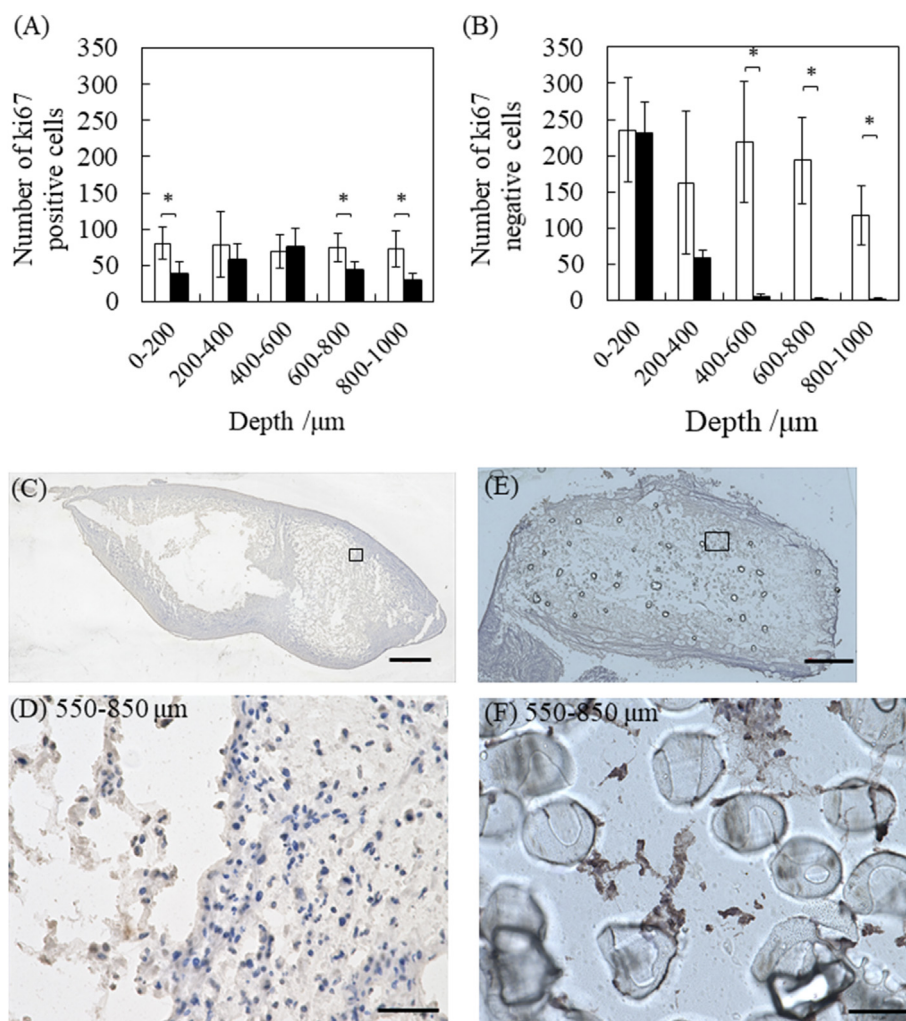 (A)
Number of ki67
positive cells
350
300
250
200
150
100
50
0
*
*
*
0-200
200-400
400-600
600-800
800-1000
Depth /μm
(B)
Number of ki67
negative cells
350
300
250
200
150
100
50
0
*
*
*
0-200
200-400
400-600
600-800
800-1000
Depth /μm
(C)
(E)
(D) 550-850 μm
(F) 550-850 μm